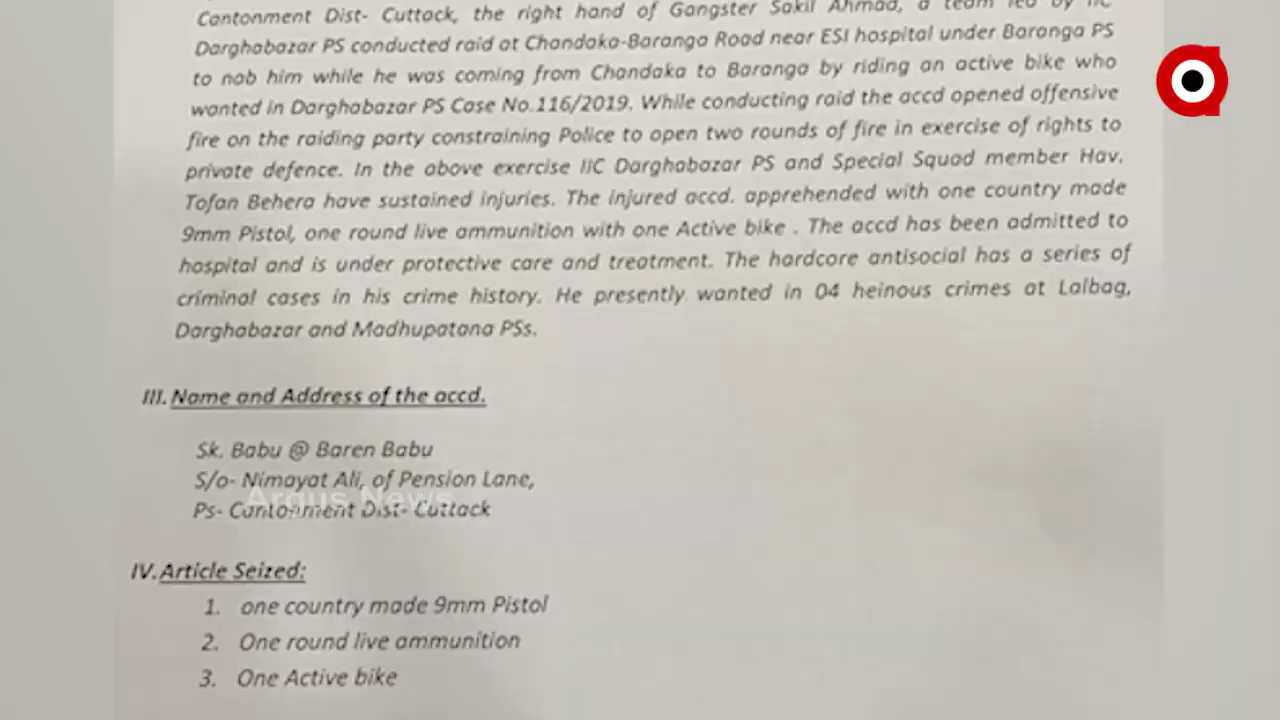 Cantonment Dist- Cuttack, the right hand of Gangster Sakil Ahmad, a team led by IIC
Darghabazar PS conducted raid at Chandaka-Baranga Road near ESI hospital under Baranga PS
to nab him while he was coming from Chandaka to Baranga by riding an active bike who
wanted in Darghabazar PS Case No.116/2019. While conducting raid the accd opened offensive
fire on the raiding party constraining Police to open two rounds of fire in exercise of rights to
private defence. In the above exercise IIC Darghabazar PS and Special Squad member Hav.
Tofan Behera have sustained injuries. The injured accd. apprehended with one country made
9mm Pistol, one round live ammunition with one Active bike . The accd has been admitted to
hospital and is under protective care and treatment. The hardcore antisocial has a series of
criminal cases in his crime history. He presently wanted in 04 heinous crimes at Lalbag,
Darghabazar and Madhupatana PSs.
III. Name and Address of the accd.
Sk. Babu @ Baren Babu
S/o- Nimayat Ali, of Pension Lane,
Argus News
Ps- Cantonment Dist- Cuttack
IV. Article Seized:
1. one country made 9mm Pistol
2. One round live ammunition
3. One Active bike